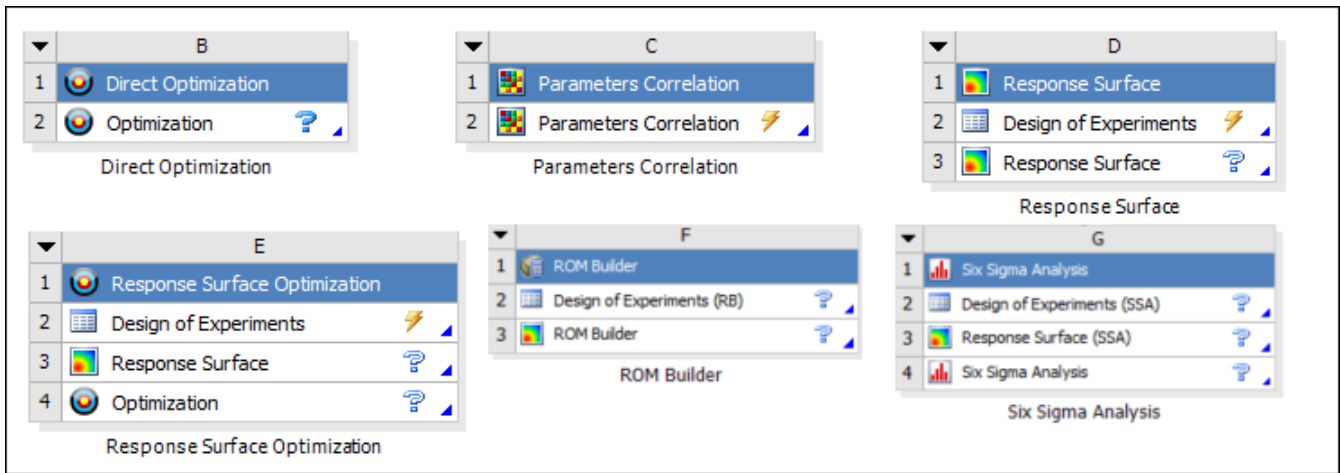 B
1 Direct Optimization
2 Optimization ?
Direct Optimization
C
1 Parameters Correlation
2 Parameters Correlation
Parameters Correlation
D
1 Response Surface
2 Design of Experiments
3 Response Surface ?
Response Surface
E
1 Response Surface Optimization
2 Design of Experiments
3 Response Surface ?
4 Optimization ?
Response Surface Optimization
F
1 ROM Builder
2 Design of Experiments (RB) ?
3 ROM Builder ?
ROM Builder
G
1 Six Sigma Analysis
2 Design of Experiments (SSA) ?
3 Response Surface (SSA) ?
4 Six Sigma Analysis ?
Six Sigma Analysis